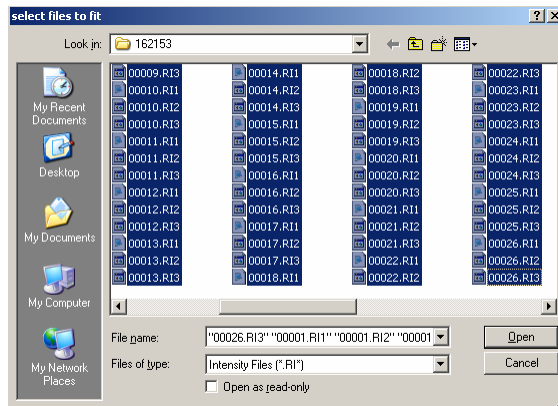 select files to fit
Look in:
162153
My Recent
Documents
Desktop
My Documents
My Computer
My Network
Places
00009.RI3
00010.RI1
00010.RI2
00010.RI3
00011.RI1
00011.RI2
00011.RI3
00012.RI1
00012.RI2
00012.RI3
00013.RI1
00013.RI2
00013.RI3
00014.RI1
00014.RI2
00014.RI3
00015.RI1
00015.RI2
00015.RI3
00016.RI1
00016.RI2
00016.RI3
00017.RI1
00017.RI2
00017.RI3
00018.RI1
00018.RI2
00018.RI3
00019.RI1
00019.RI2
00019.RI3
00020.RI1
00020.RI2
00020.RI3
00021.RI1
00021.RI2
00021.RI3
00022.RI1
00022.RI2
00022.RI3
00023.RI1
00023.RI2
00023.RI3
00024.RI1
00024.RI2
00024.RI3
00025.RI1
00025.RI2
00025.RI3
00026.RI1
00026.RI2
00026.RI3
File name:
"00026.RI3" "00001.RI1" "00001.RI2" "00001
Open
Files of type:
Intensity Files (*.RI*)
Cancel
Open as read-only